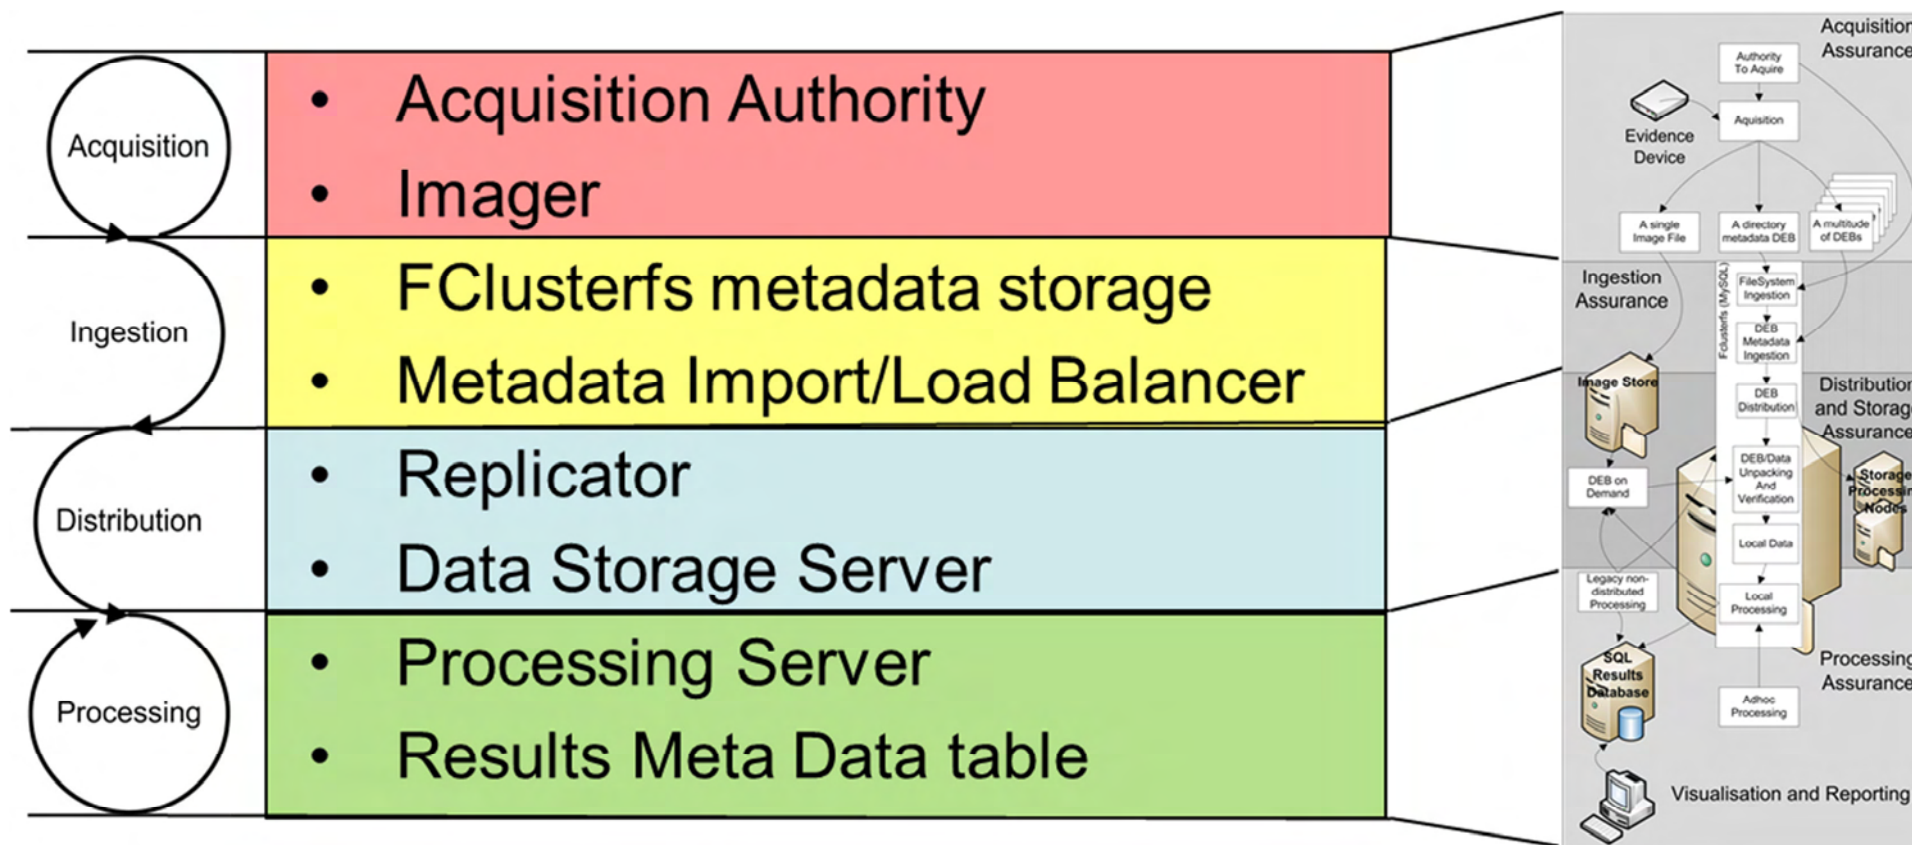 Acquisition
• Acquisition Authority
• Imager
Ingestion
• FClusterfs metadata storage
• Metadata Import/Load Balancer
Distribution
• Replicator
• Data Storage Server
Processing
• Processing Server
• Results Meta Data table
Acquisition
Assurance
Authority
To Aquire
Aquisition
Evidence
Device
A single
Image File
A directory
metadata DEB
A multitude
of DEBs
Ingestion
Assurance
Fclusterfs (MySQL)
FileSystem
Ingestion
DEB
Metadata
Ingestion
Image Store
DEB
Distribution
Distribution
and Storage
Assurance
DEB/Data
Unpacking
And
Verification
DEB on
Demand
Storage
Processing
Nodes
Local Data
Legacy non-
distributed
Processing
Local
Processing
SQL
Results
Database
Processing
Assurance
Adhoc
Processing
Visualisation and Reporting